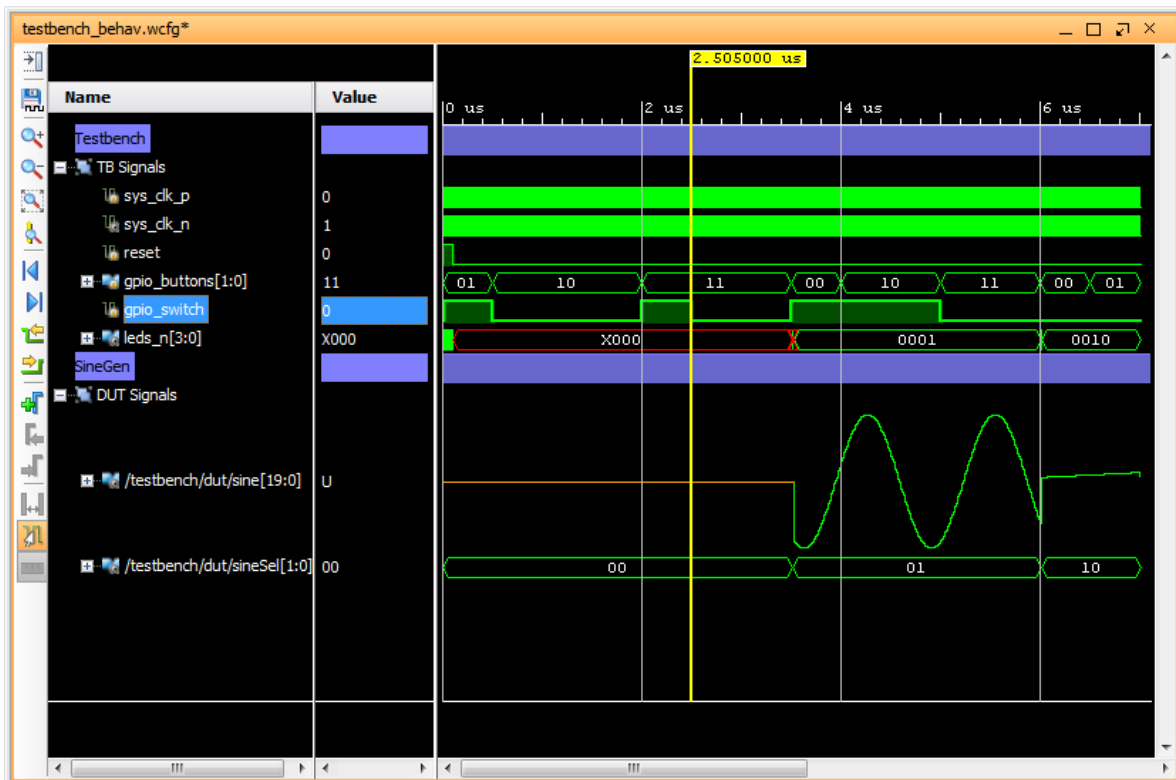 testbench_behav.wcfg*
2.505000 us
Name Value
0 us 2 us 4 us 6 us
Testbench
TB Signals
sys_clk_p 0
sys_clk_n 1
reset 0
gpio_buttons[1:0] 11 01 10 11 00 10 11 00 01
gpio_switch 0
leds_n[3:0] X000 X000 0001 0010
SineGen
DUT Signals
/testbench/dut/sine[19:0] U
/testbench/dut/sineSel[1:0] 00 00 01 10